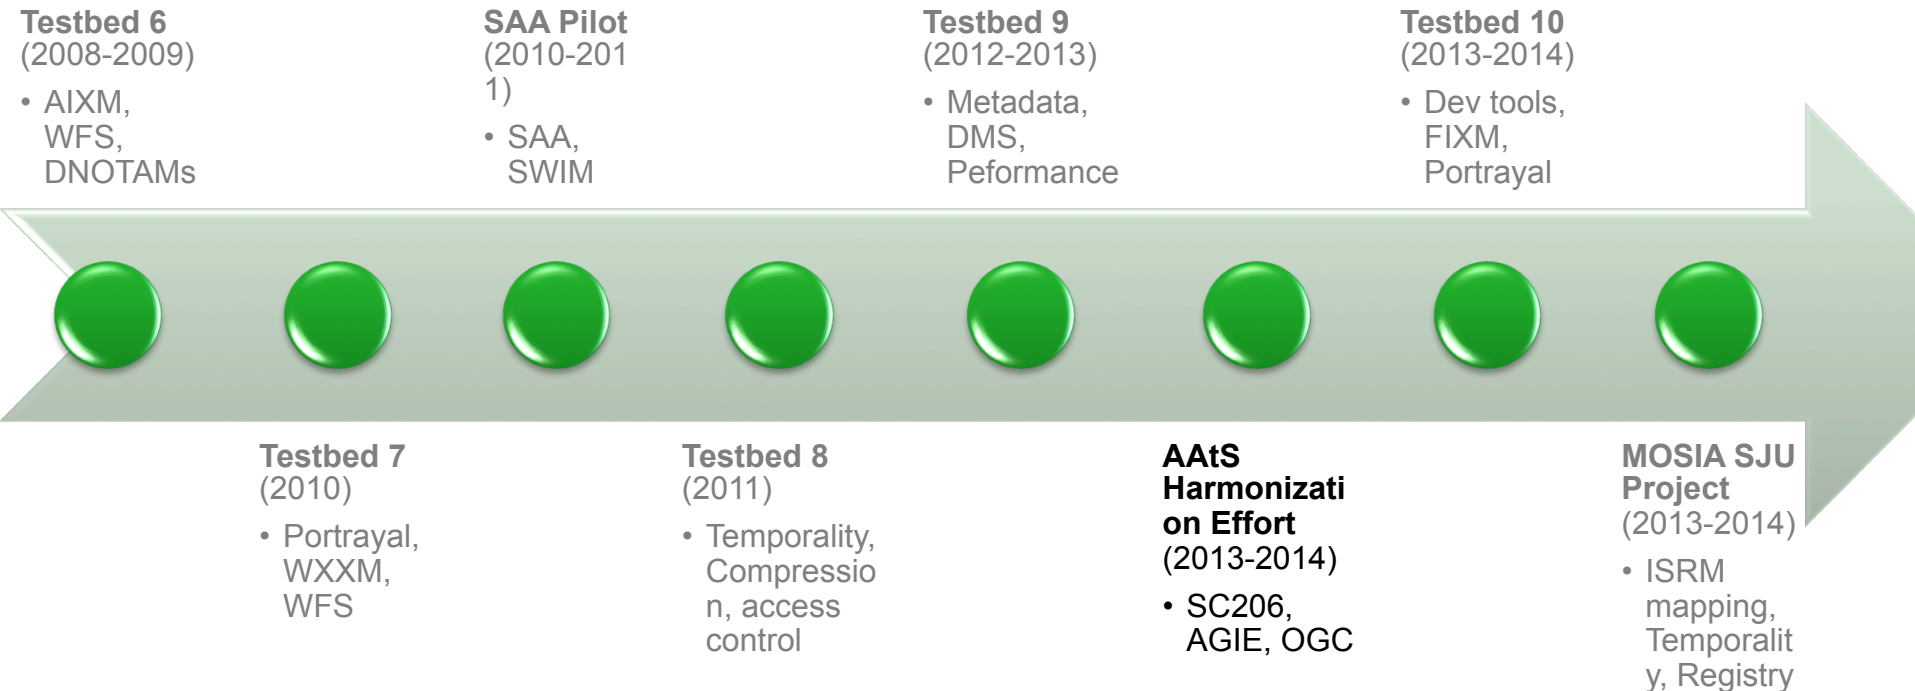 Testbed 6
(2008-2009)
• AIXM,
WFS,
DNOTAMs
SAA Pilot
(2010-201
1)
• SAA,
SWIM
Testbed 9
(2012-2013)
• Metadata,
DMS,
Peformance
Testbed 10
(2013-2014)
• Dev tools,
FIXM,
Portrayal
Testbed 7
(2010)
• Portrayal,
WXXM,
WFS
Testbed 8
(2011)
• Temporality,
Compressio
n, access
control
AAtS
Harmonizati
on Effort
(2013-2014)
• SC206,
AGIE, OGC
MOSIA SJU
Project
(2013-2014)
• ISRM
mapping,
Temporalit
y, Registry